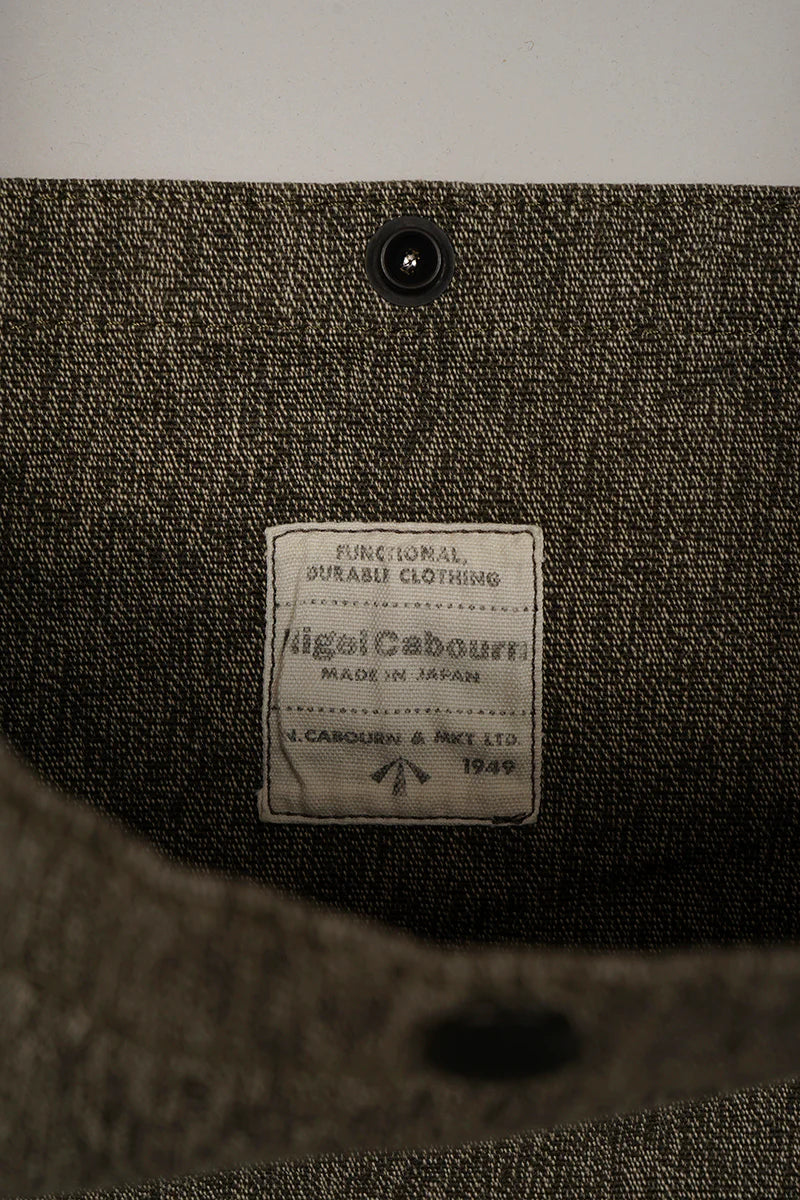 FUNCTIONAL,
DURABLE CLOTHING
Nigel Cabourn
MADE IN JAPAN
N.CABOURN & MKT LTD.
1949